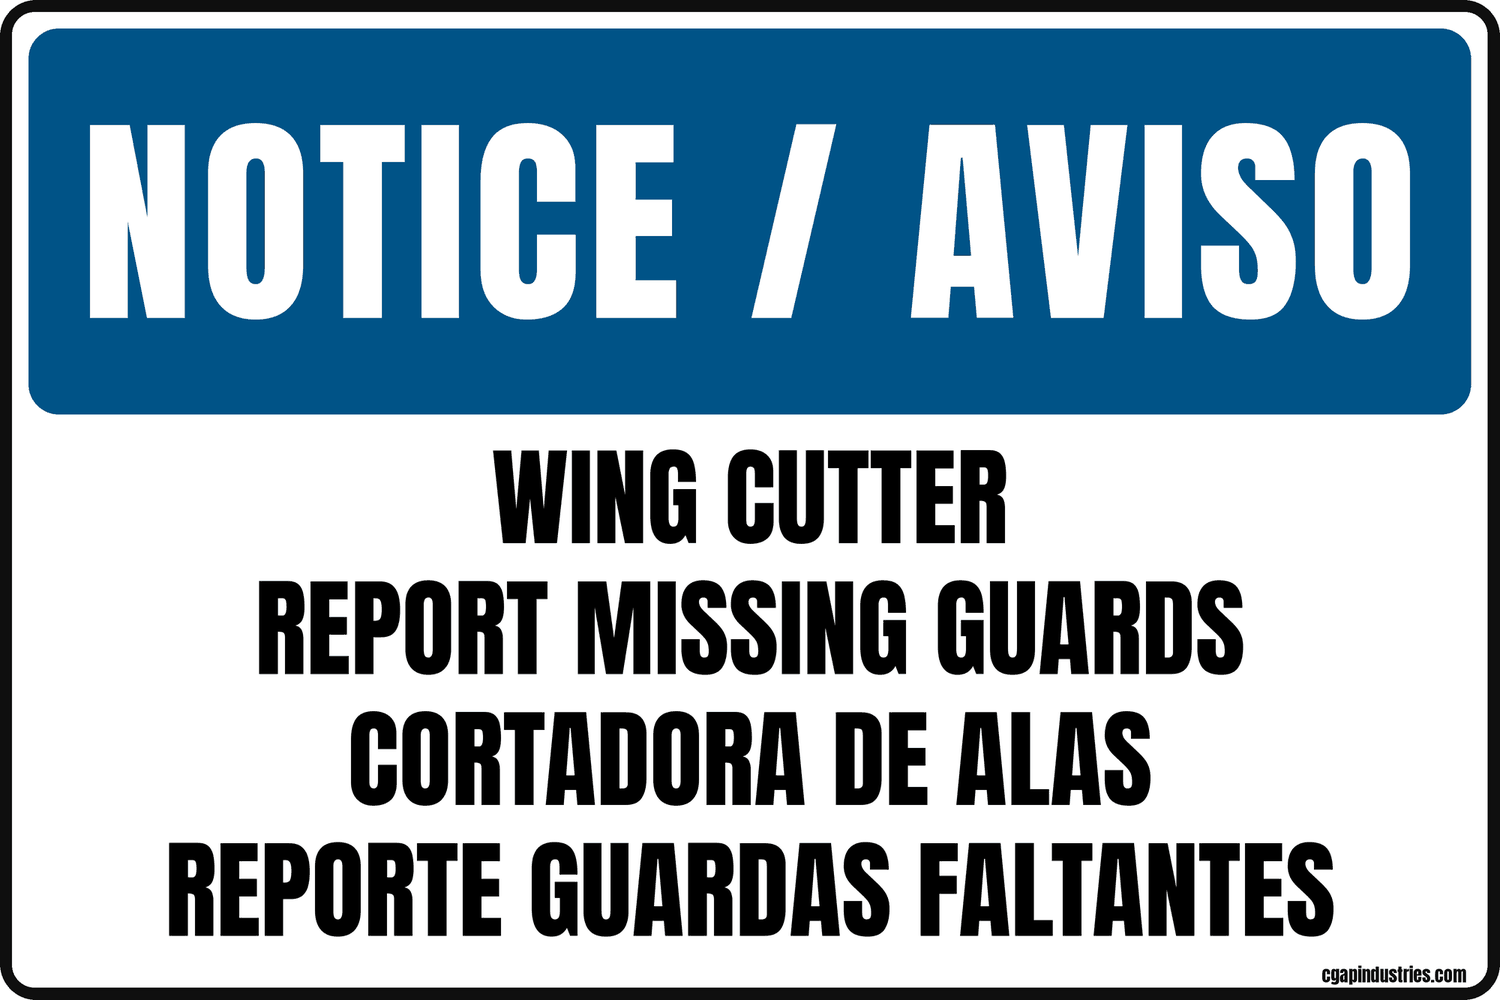 NOTICE / AVISO
WING CUTTER
REPORT MISSING GUARDS
CORTADORA DE ALAS
REPORTE GUARDAS FALTANTES
cgapindustries.com